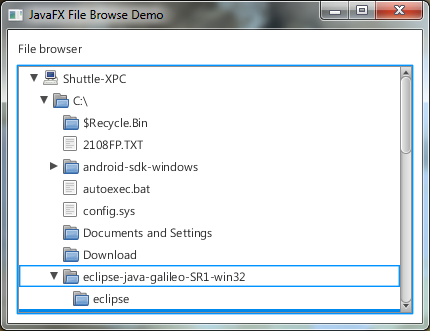 JavaFX File Browse Demo
File browser
Shuttle-XPC
C:\
$Recycle.Bin
2108FP.TXT
android-sdk-windows
autoexec.bat
config.sys
Documents and Settings
Download
eclipse-java-galileo-SR1-win32
eclipse